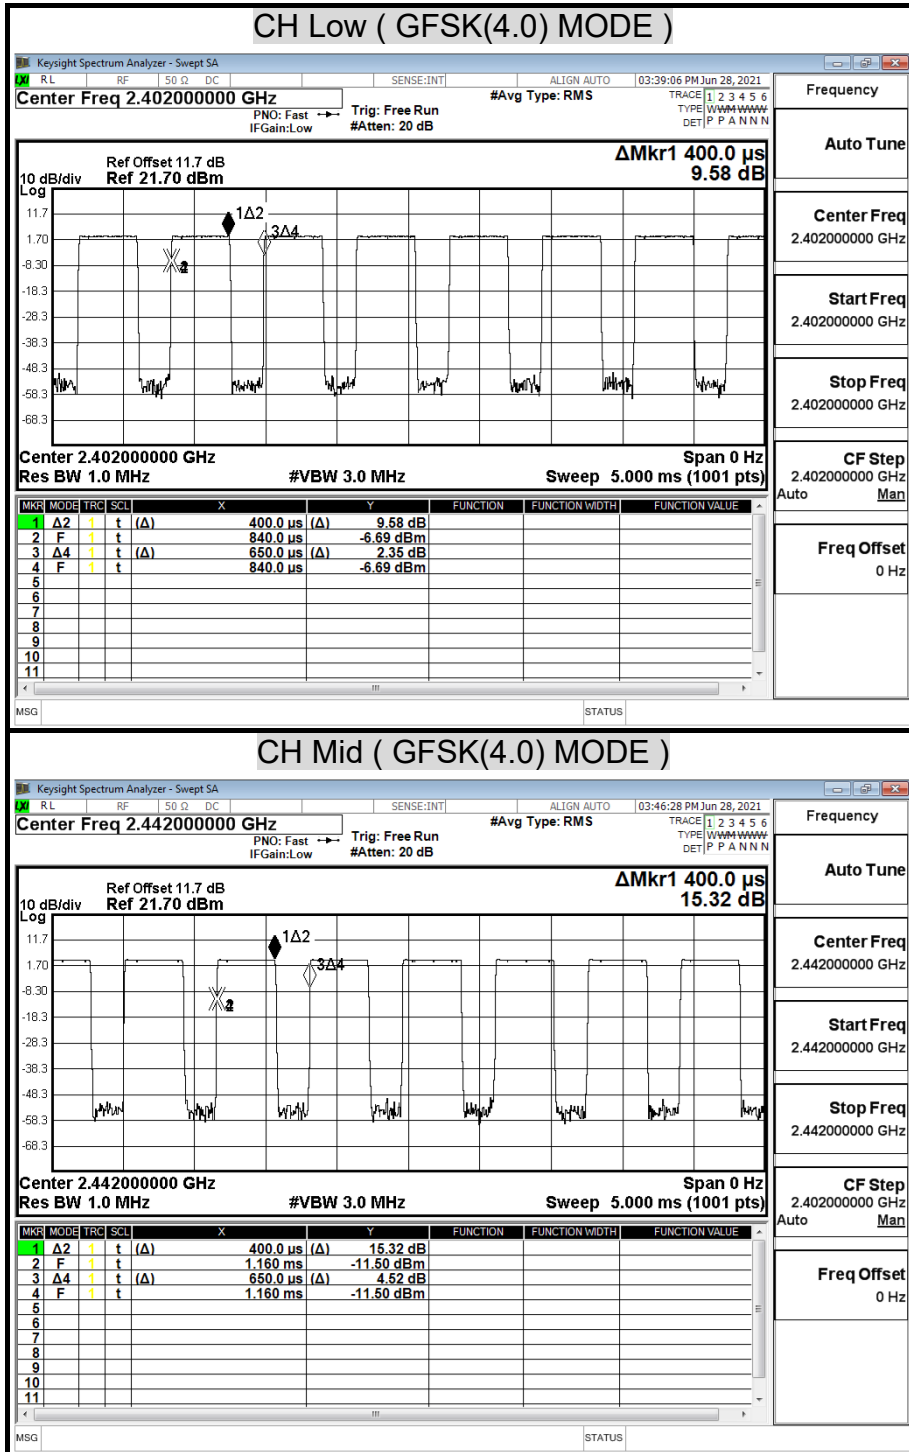 CH Low ( GFSK(4.0) MODE )
Keysight Spectrum Analyzer - Swept SA
LXI RL RF 50 Ω DC SENSE:INT ALIGN AUTO 03:39:06 PM Jun 28, 2021
Center Freq 2.402000000 GHz
PNO: Fast
IFGain:Low
Trig: Free Run
#Atten: 20 dB
#Avg Type: RMS
TRACE 1 2 3 4 5 6
TYPE WWMWWWW
DET P P A N N N
Frequency
Auto Tune
Center Freq
2.402000000 GHz
Start Freq
2.402000000 GHz
Stop Freq
2.402000000 GHz
CF Step
2.402000000 GHz
Auto Man
Freq Offset
0 Hz
ΔMkr1 400.0 µs
9.58 dB
Ref Offset 11.7 dB
10 dB/div Ref 21.70 dBm
Log
11.7
1.70
-8.30
-18.3
-28.3
-38.3
-48.3
-58.3
-68.3
1Δ2
3Δ4
Center 2.402000000 GHz Span 0 Hz
Res BW 1.0 MHz #VBW 3.0 MHz Sweep 5.000 ms (1001 pts)
MKR MODE TRC SCL X Y FUNCTION FUNCTION WIDTH FUNCTION VALUE
1 Δ2 1 t (Δ) 400.0 µs (Δ) 9.58 dB
2 F 1 t 840.0 µs -6.69 dBm
3 Δ4 1 t (Δ) 650.0 µs (Δ) 2.35 dB
4 F 1 t 840.0 µs -6.69 dBm
5
6
7
8
9
10
11
MSG STATUS
CH Mid ( GFSK(4.0) MODE )
Keysight Spectrum Analyzer - Swept SA
LXI RL RF 50 Ω DC SENSE:INT ALIGN AUTO 03:46:28 PM Jun 28, 2021
Center Freq 2.442000000 GHz
PNO: Fast
IFGain:Low
Trig: Free Run
#Atten: 20 dB
#Avg Type: RMS
TRACE 1 2 3 4 5 6
TYPE WWMWWWW
DET P P A N N N
Frequency
Auto Tune
Center Freq
2.442000000 GHz
Start Freq
2.442000000 GHz
Stop Freq
2.442000000 GHz
CF Step
2.402000000 GHz
Auto Man
Freq Offset
0 Hz
ΔMkr1 400.0 µs
15.32 dB
Ref Offset 11.7 dB
10 dB/div Ref 21.70 dBm
Log
11.7
1.70
-8.30
-18.3
-28.3
-38.3
-48.3
-58.3
-68.3
1Δ2
3Δ4
Center 2.442000000 GHz Span 0 Hz
Res BW 1.0 MHz #VBW 3.0 MHz Sweep 5.000 ms (1001 pts)
MKR MODE TRC SCL X Y FUNCTION FUNCTION WIDTH FUNCTION VALUE
1 Δ2 1 t (Δ) 400.0 µs (Δ) 15.32 dB
2 F 1 t 1.160 ms -11.50 dBm
3 Δ4 1 t (Δ) 650.0 µs (Δ) 4.52 dB
4 F 1 t 1.160 ms -11.50 dBm
5
6
7
8
9
10
11
MSG STATUS